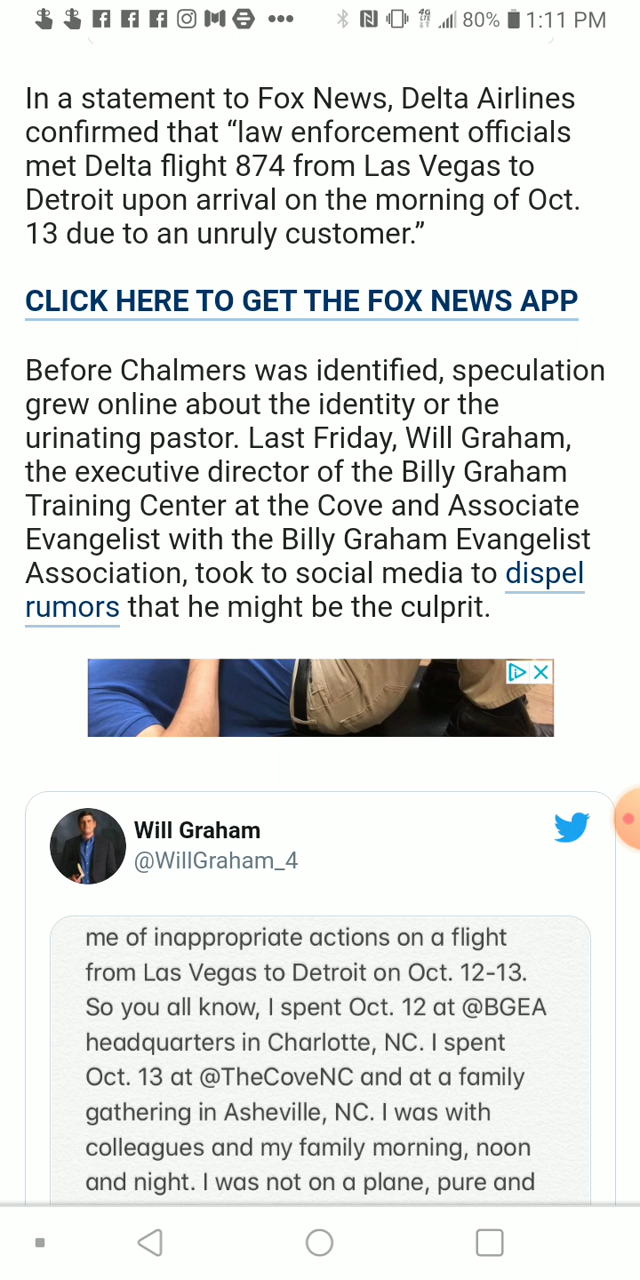 80% 1:11 PM
In a statement to Fox News, Delta Airlines
confirmed that “law enforcement officials
met Delta flight 874 from Las Vegas to
Detroit upon arrival on the morning of Oct.
13 due to an unruly customer.”
CLICK HERE TO GET THE FOX NEWS APP
Before Chalmers was identified, speculation
grew online about the identity or the
urinating pastor. Last Friday, Will Graham,
the executive director of the Billy Graham
Training Center at the Cove and Associate
Evangelist with the Billy Graham Evangelist
Association, took to social media to dispel
rumors that he might be the culprit.
Will Graham
@WillGraham_4
me of inappropriate actions on a flight
from Las Vegas to Detroit on Oct. 12-13.
So you all know, I spent Oct. 12 at @BGEA
headquarters in Charlotte, NC. I spent
Oct. 13 at @TheCoveNC and at a family
gathering in Asheville, NC. I was with
colleagues and my family morning, noon
and night. I was not on a plane, pure and